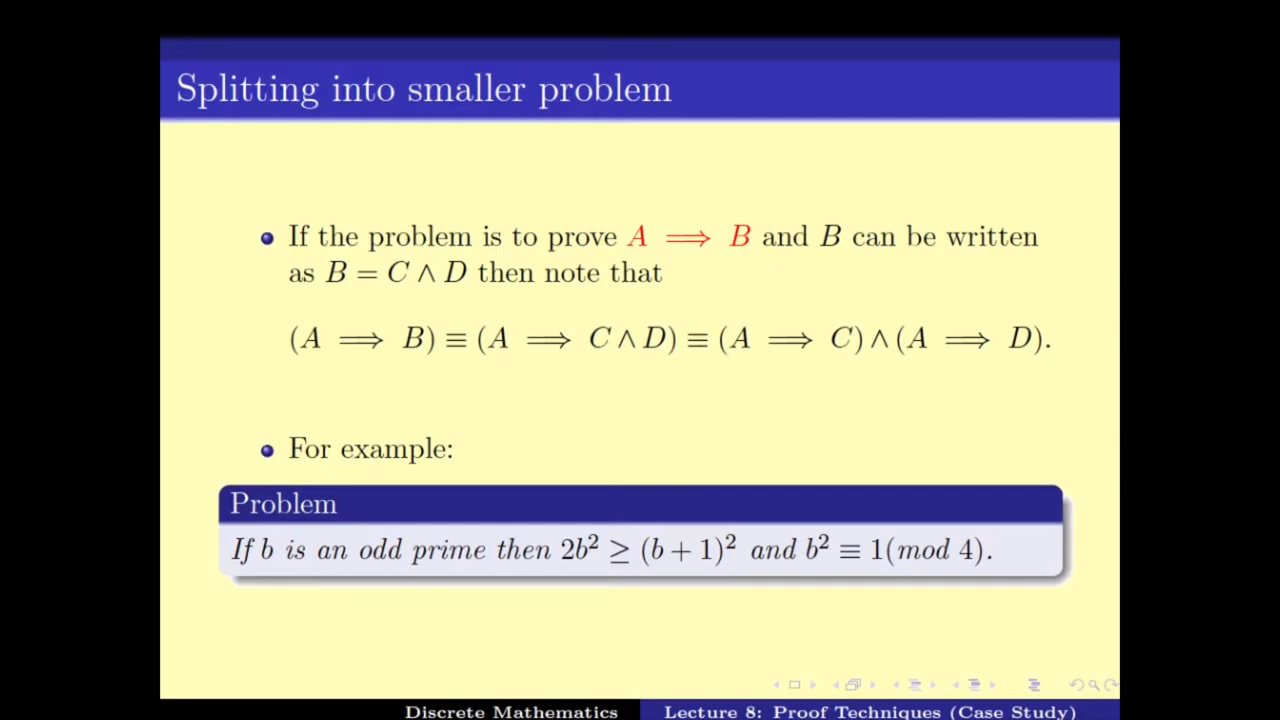 Splitting into smaller problem
If the problem is to prove A ⟹ B and B can be written
as B = C ∧ D then note that
(A ⟹ B) ≡ (A ⟹ C ∧ D) ≡ (A ⟹ C) ∧ (A ⟹ D).
For example:
Problem
If b is an odd prime then 2b² ≥ (b + 1)² and b² ≡ 1(mod 4).
Discrete Mathematics
Lecture 8: Proof Techniques (Case Study)